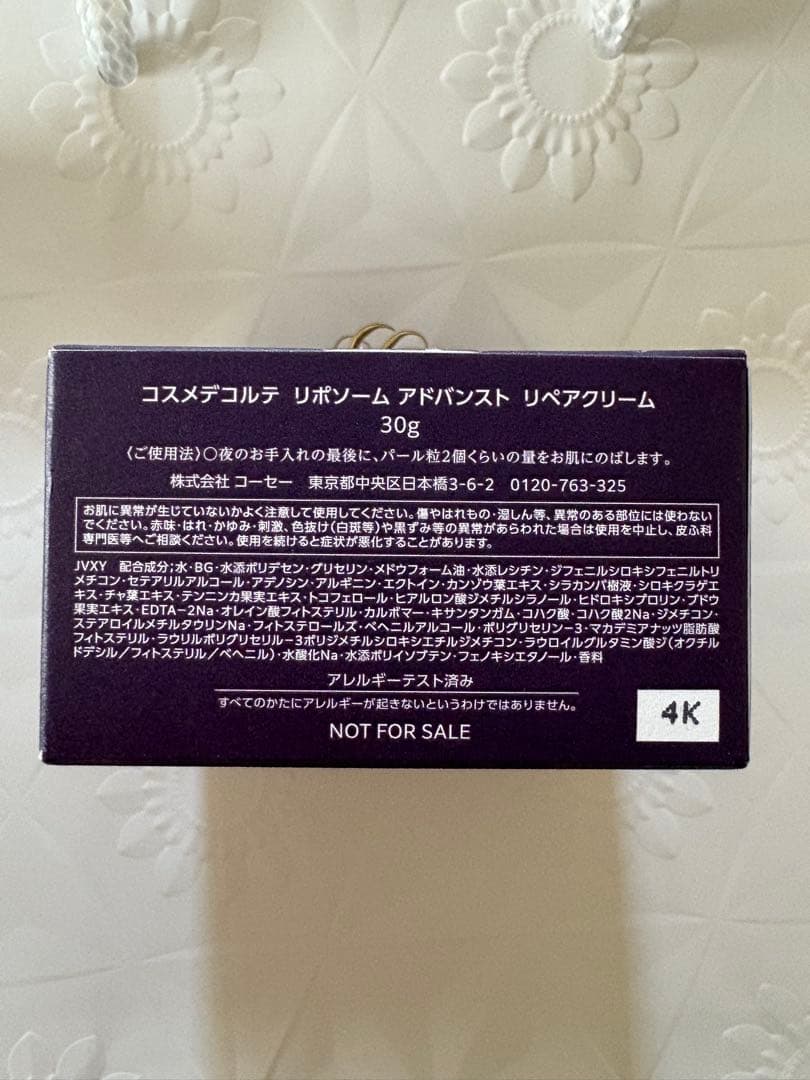 コスメデコルテ リポソーム アドバンスト リペアクリーム
30g
〈ご使用法〉○夜のお手入れの最後に、パール粒2個くらいの量をお肌にのばします。
株式会社 コーセー 東京都中央区日本橋3-6-2 0120-763-325
お肌に異常が生じていないかよく注意して使用してください。傷やはれもの・湿しん等、異常のある部位には使わない
でください。赤味・はれ・かゆみ・刺激、色抜け(白斑等)や黒ずみ等の異常があらわれた場合は使用を中止し、皮ふ科
専門医等へご相談ください。使用を続けると症状が悪化することがあります。
JVXY 配合成分;水・BG・水添ポリデセン・グリセリン・メドウフォーム油・水添レシチン・ジフェニルシロキシフェニルトリ
メチコン・セテアリルアルコール・アデノシン・アルギニン・エクトイン・カンゾウ葉エキス・シラカンバ樹液・シロキクラゲエ
キス・チャ葉エキス・テンニンカ果実エキス・トコフェロール・ヒアルロン酸ジメチルシラノール・ヒドロキシプロリン・ブドウ
果実エキス・EDTA-2Na・オレイン酸フィトステリル・カルボマー・キサンタンガム・コハク酸・コハク酸2Na・ジメチコン・
ステアロイルメチルタウリンNa・フィトステロールズ・ベヘニルアルコール・ポリグリセリン-3・マカデミアナッツ脂肪酸
フィトステリル・ラウリルポリグリセリル-3ポリジメチルシロキシエチルジメチコン・ラウロイルグルタミン酸ジ(オクチル
ドデシル/フィトステリル/ベヘニル)・水酸化Na・水添ポリイソブテン・フェノキシエタノール・香料
アレルギーテスト済み
すべてのかたにアレルギーが起きないというわけではありません。
NOT FOR SALE
4K